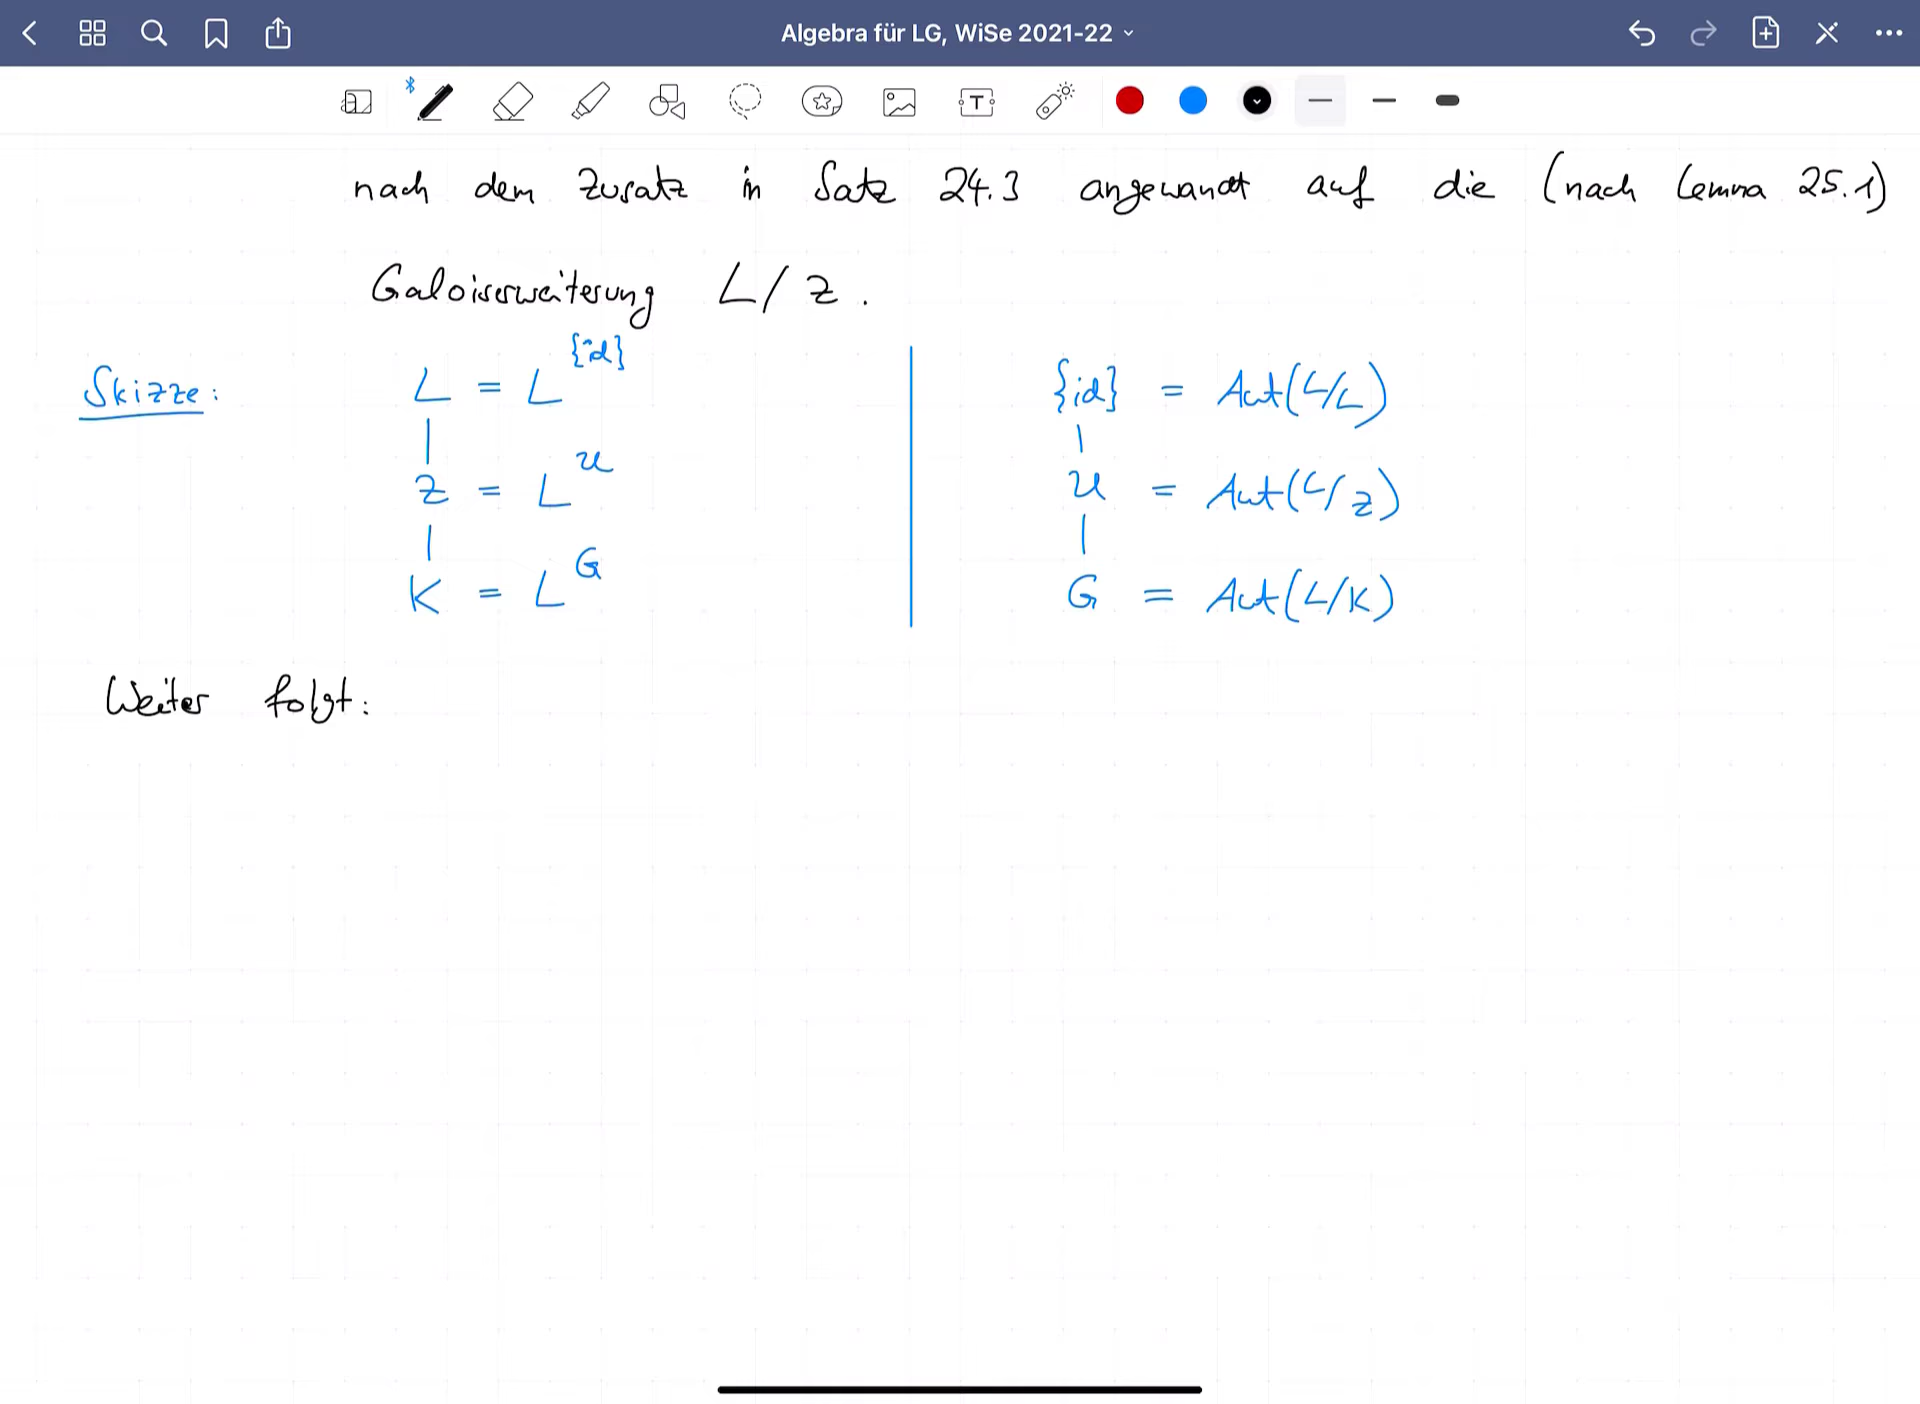 Algebra für LG, WiSe 2021-22
nach dem Zusatz in Satz 24.3 angewandt auf die (nach Lemma 25.1)
Galoiserweiterung L/Z.
Skizze:
L = L^{id}
|
Z = L^U
|
K = L^G
{id} = Aut(L/L)
|
U = Aut(L/Z)
|
G = Aut(L/K)
Weiter folgt: